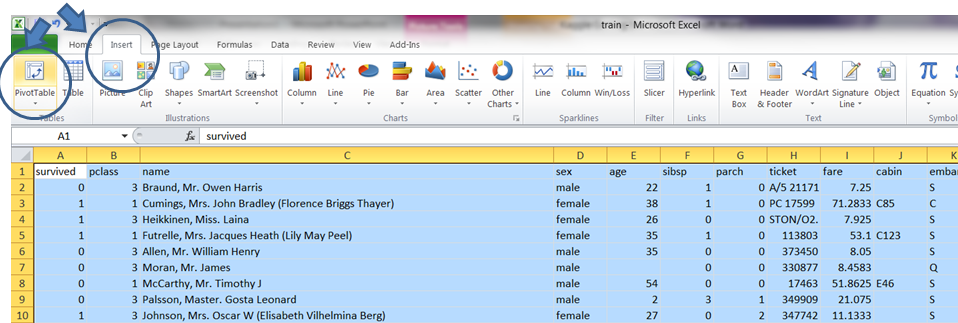 train - Microsoft Excel
Home Insert Page Layout Formulas Data Review View Add-Ins
PivotTable Table Picture Clip Art Shapes SmartArt Screenshot Column Line Pie Bar Area Scatter Other Charts Line Column Win/Loss Slicer Hyperlink Text Box Header & Footer WordArt Signature Line Object Equation
Tables Illustrations Charts Sparklines Filter Links Text Symbol
A1 fx survived
A B C D E F G H I J K
1 survived pclass name sex age sibsp parch ticket fare cabin embar
2 0 3 Braund, Mr. Owen Harris male 22 1 0 A/5 21171 7.25 S
3 1 1 Cumings, Mrs. John Bradley (Florence Briggs Thayer) female 38 1 0 PC 17599 71.2833 C85 C
4 1 3 Heikkinen, Miss. Laina female 26 0 0 STON/O2. 7.925 S
5 1 1 Futrelle, Mrs. Jacques Heath (Lily May Peel) female 35 1 0 113803 53.1 C123 S
6 0 3 Allen, Mr. William Henry male 35 0 0 373450 8.05 S
7 0 3 Moran, Mr. James male 0 0 330877 8.4583 Q
8 0 1 McCarthy, Mr. Timothy J male 54 0 0 17463 51.8625 E46 S
9 0 3 Palsson, Master. Gosta Leonard male 2 3 1 349909 21.075 S
10 1 3 Johnson, Mrs. Oscar W (Elisabeth Vilhelmina Berg) female 27 0 2 347742 11.1333 S